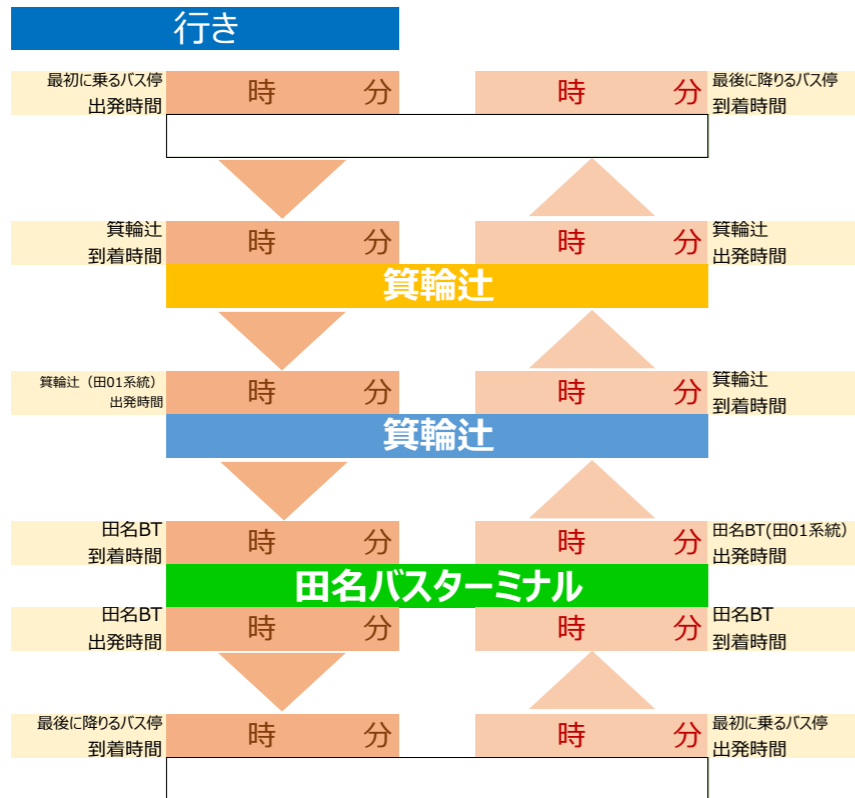 行き
最初に乗るバス停
出発時間
時 分
時 分
最後に降りるバス停
到着時間
箕輪辻
到着時間
時 分
時 分
箕輪辻
出発時間
箕輪辻
箕輪辻（田01系統）
出発時間
時 分
時 分
箕輪辻
到着時間
箕輪辻
田名BT
到着時間
時 分
時 分
田名BT(田01系統）
出発時間
田名バスターミナル
田名BT
出発時間
時 分
時 分
田名BT
到着時間
最後に降りるバス停
到着時間
時 分
時 分
最初に乗るバス停
出発時間